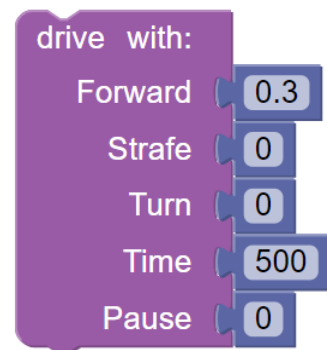 drive with:
Forward 0.3
Strafe 0
Turn 0
Time 500
Pause 0